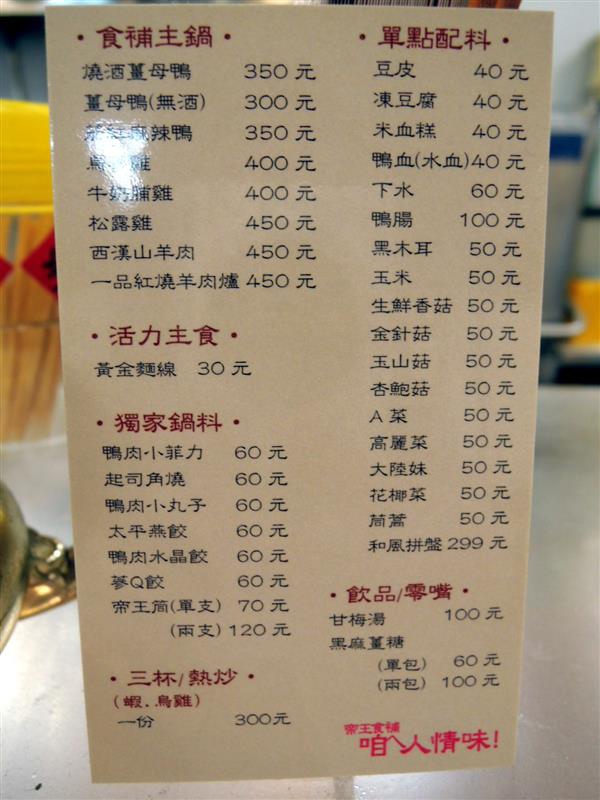 •食補主鍋•
燒酒薑母鴨 350元
薑母鴨(無酒) 300元
麻辣鴨 350元
雞 400元
牛奶脯雞 400元
松露雞 450元
西漢山羊肉 450元
一品紅燒羊肉爐 450元
•活力主食•
黃金麵線 30元
•獨家鍋料•
鴨肉小菲力 60元
起司角燒 60元
鴨肉小丸子 60元
太平燕餃 60元
鴨肉水晶餃 60元
蔘Q餃 60元
帝王筒(單支) 70元
(兩支) 120元
•三杯/熱炒•
(蝦.烏雞)
一份 300元
•單點配料•
豆皮 40元
凍豆腐 40元
米血糕 40元
鴨血(水血) 40元
下水 60元
鴨腸 100元
黑木耳 50元
玉米 50元
生鮮香菇 50元
金針菇 50元
玉山菇 50元
杏鮑菇 50元
A菜 50元
高麗菜 50元
大陸妹 50元
花椰菜 50元
茼蒿 50元
和風拼盤 299元
•飲品/零嘴•
甘梅湯 100元
黑麻薑糖
(單包) 60元
(兩包) 100元
帝王食補
咱ㄟ人情味!